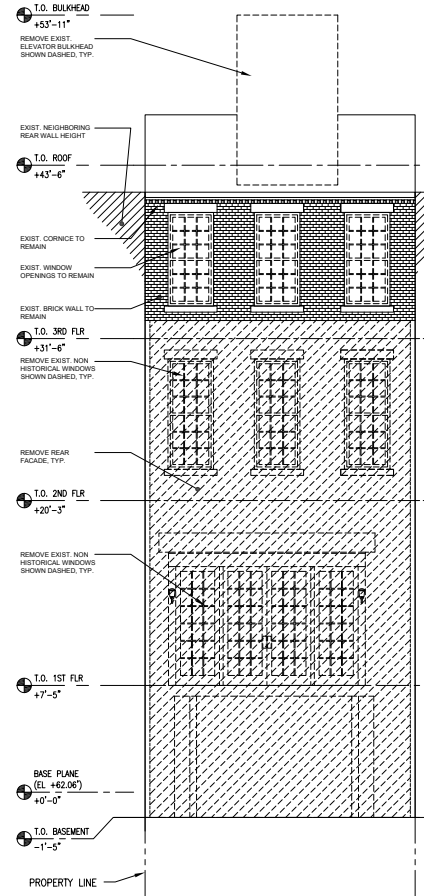 T.O. BULKHEAD
+53'-11"
REMOVE EXIST.
ELEVATOR BULKHEAD
SHOWN DASHED, TYP.
EXIST. NEIGHBORING
REAR WALL HEIGHT
T.O. ROOF
+43'-6"
EXIST. CORNICE TO
REMAIN
EXIST. WINDOW
OPENINGS TO REMAIN
EXIST. BRICK WALL TO
REMAIN
T.O. 3RD FLR
+31'-6"
REMOVE EXIST. NON
HISTORICAL WINDOWS
SHOWN DASHED, TYP.
REMOVE REAR
FACADE, TYP.
T.O. 2ND FLR
+20'-3"
REMOVE EXIST. NON
HISTORICAL WINDOWS
SHOWN DASHED, TYP.
T.O. 1ST FLR
+7'-5"
BASE PLANE
(EL +62.06')
+0'-0"
T.O. BASEMENT
-1'-5"
PROPERTY LINE